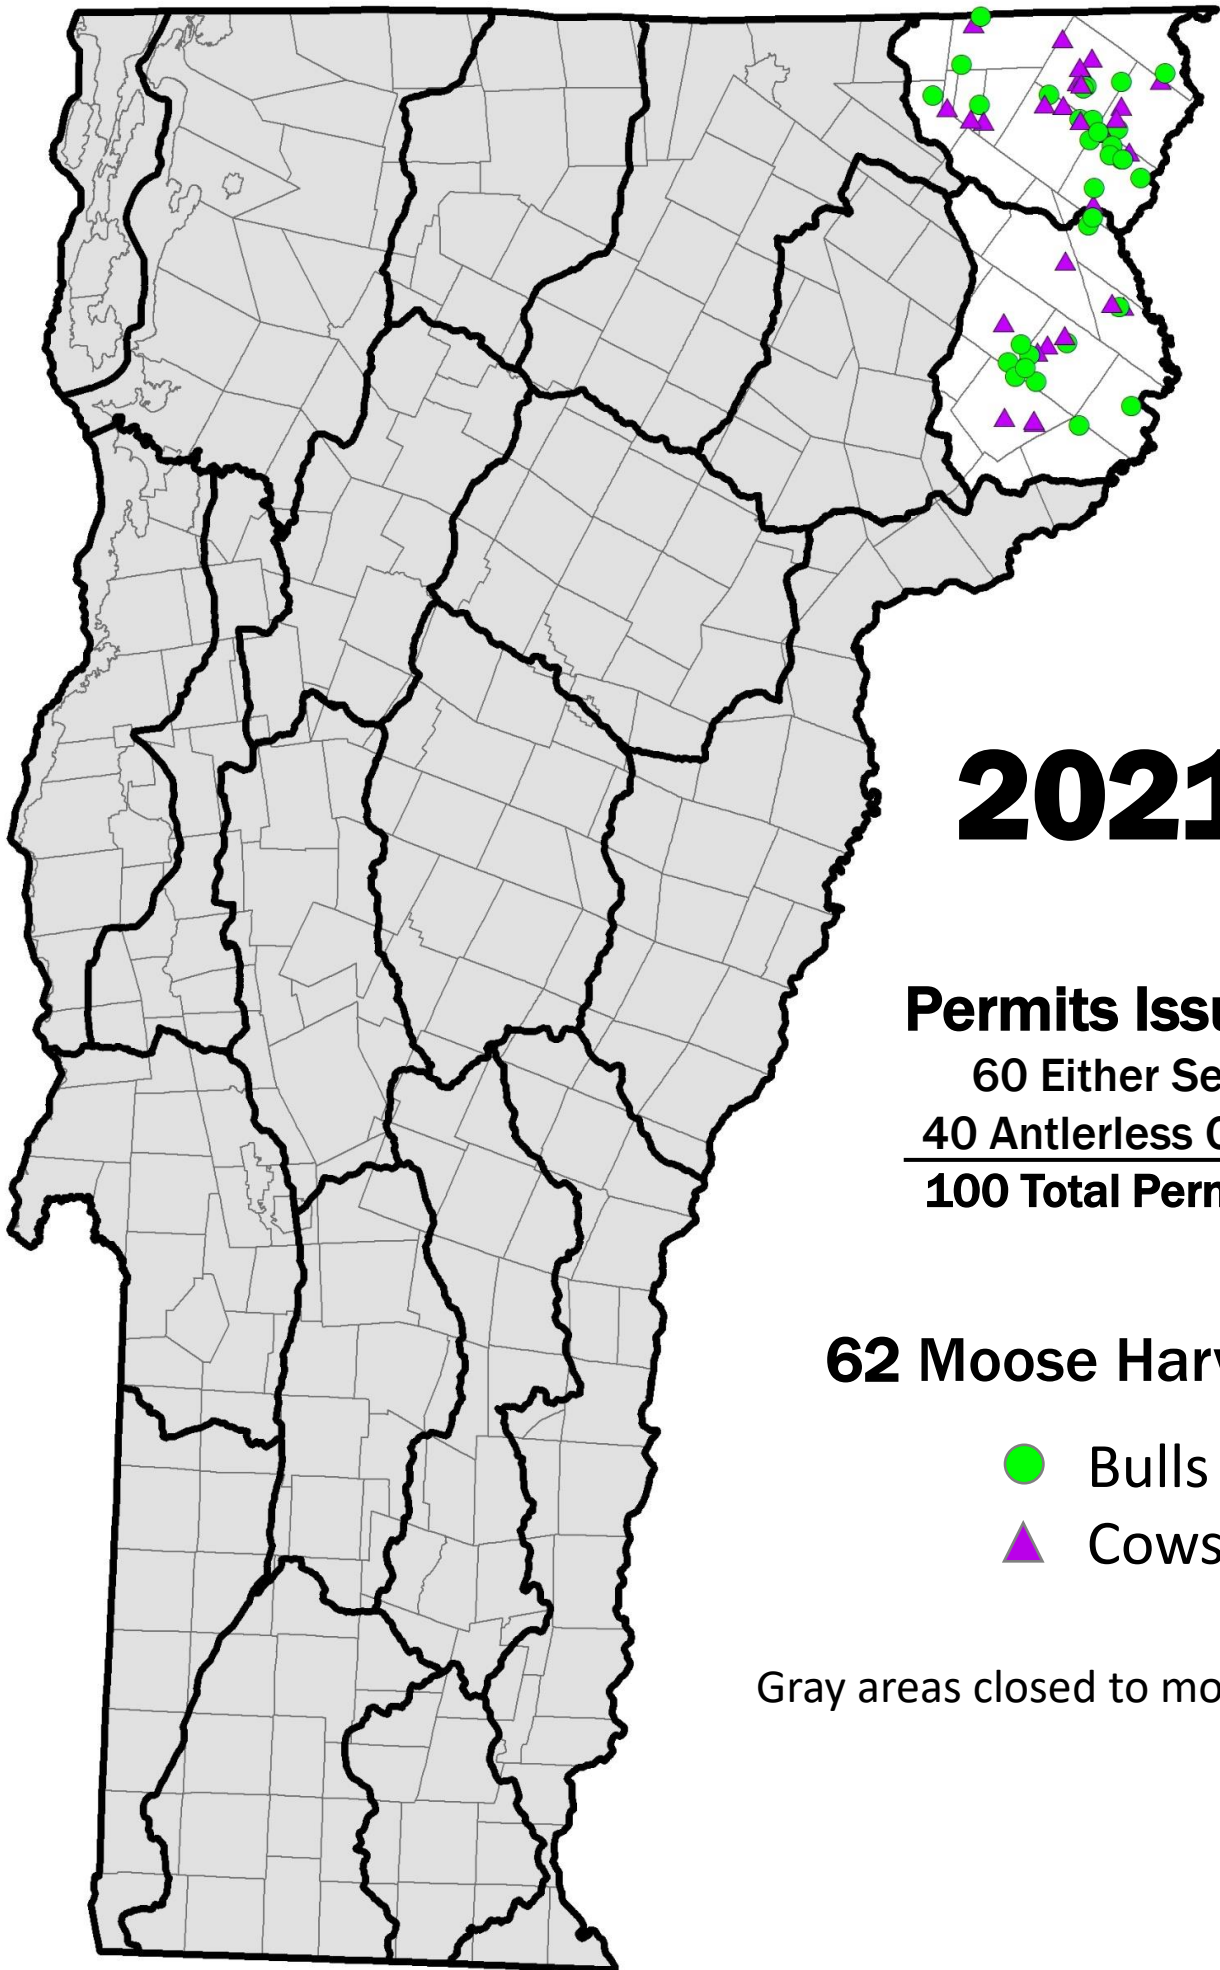 2021
Permits Issu
60 Either Se
40 Antlerless
100 Total Perm
62 Moose Harv
Bulls
Cows
Gray areas closed to mo